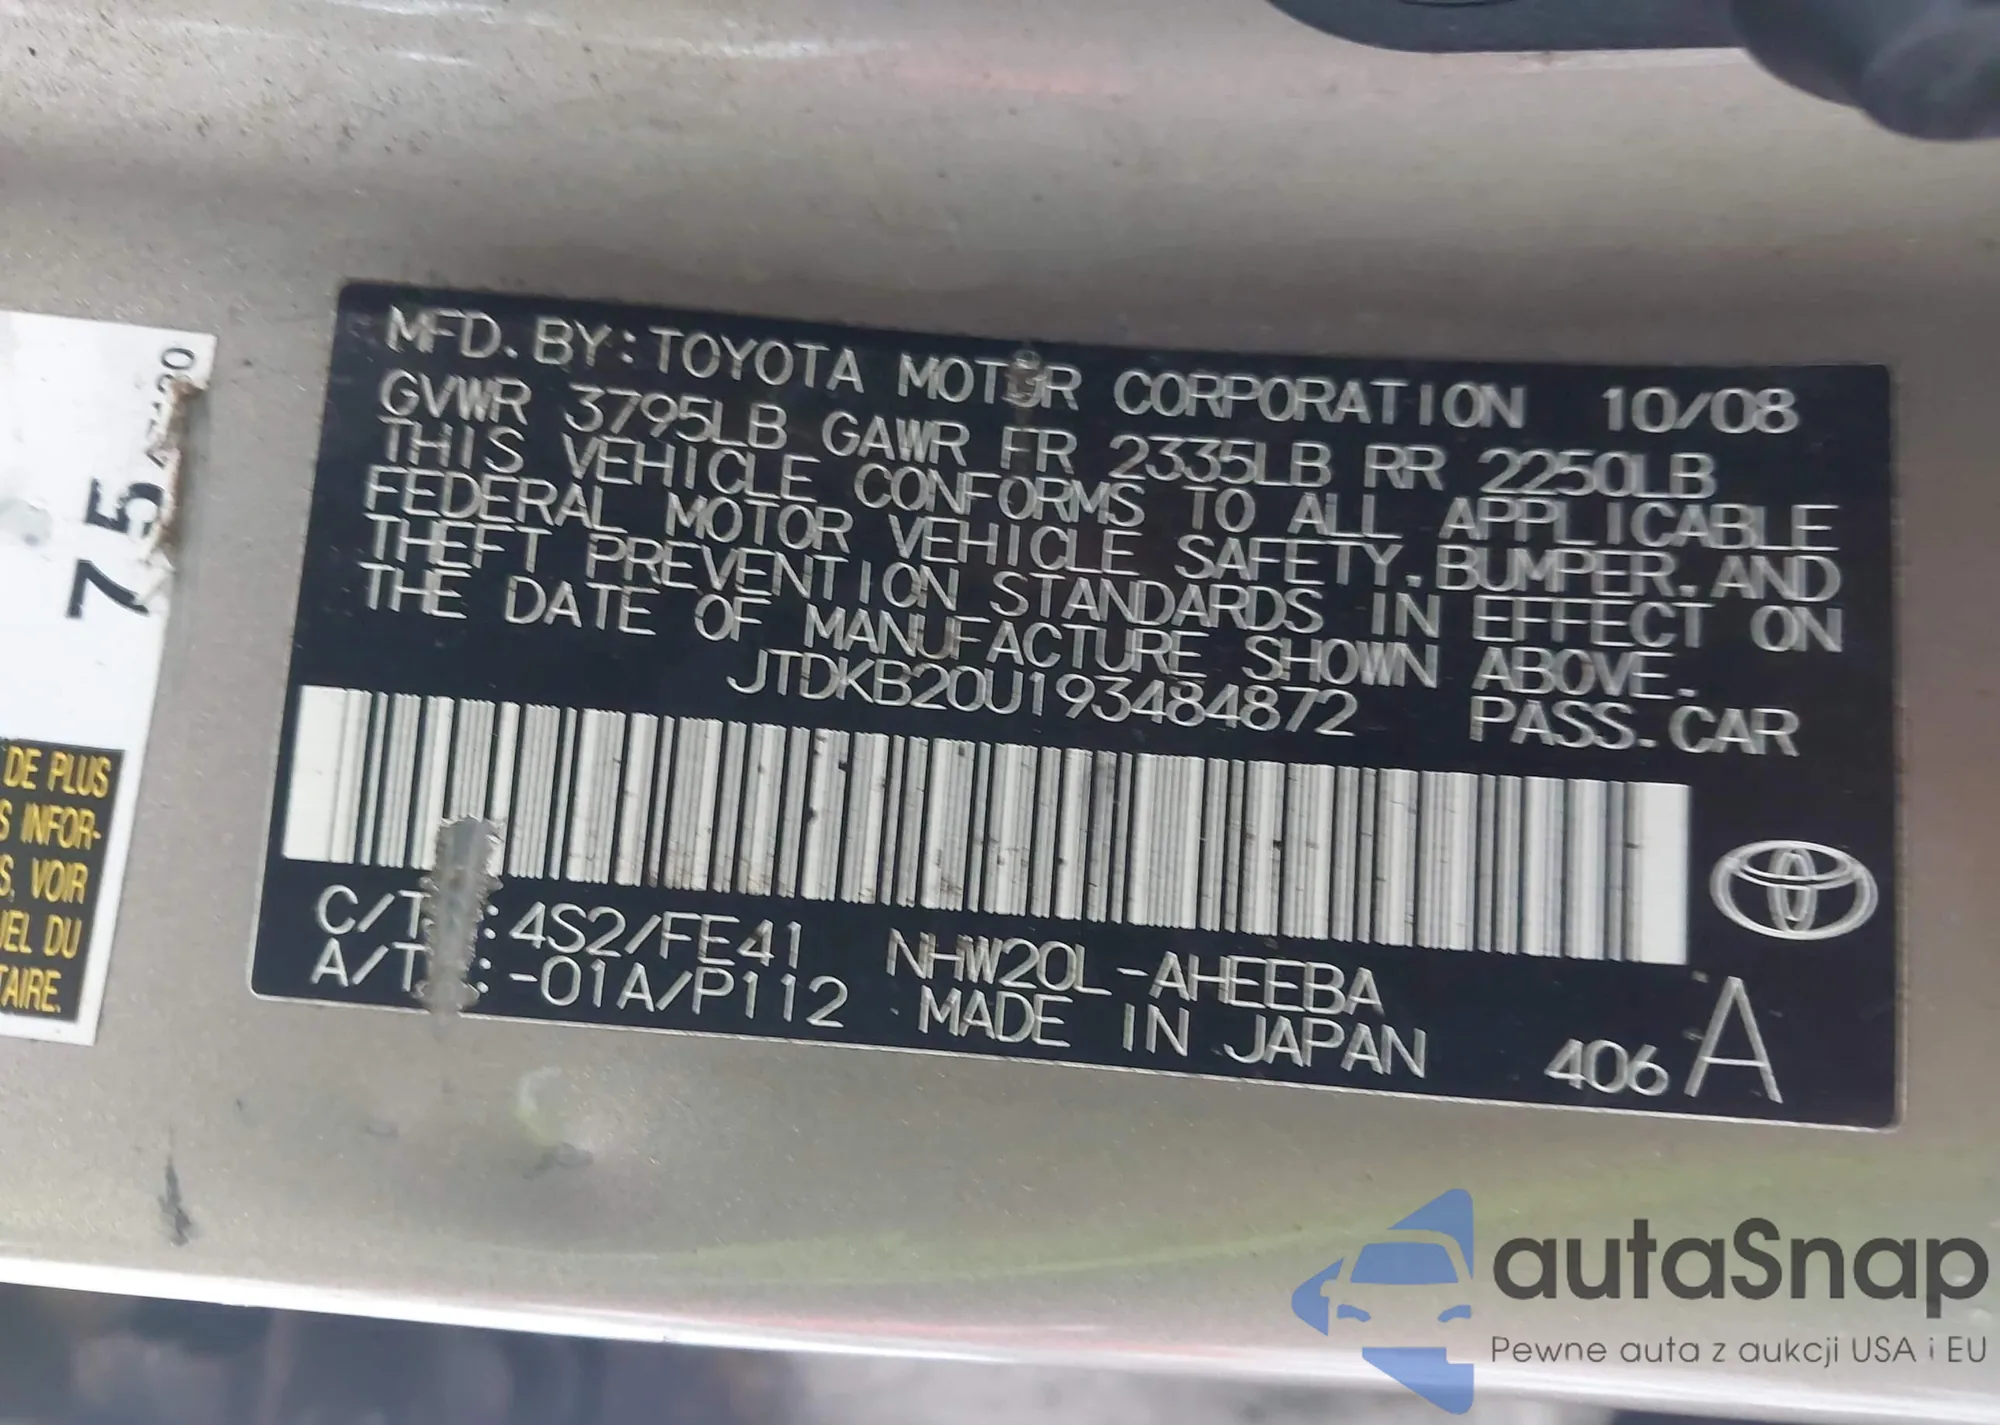 MFD. BY: TOYOTA MOTOR CORPORATION 10/08
GVWR 3795LB GAWR FR 2335LB RR 2250LB
THIS VEHICLE CONFORMS TO ALL APPLICABLE
FEDERAL MOTOR VEHICLE SAFETY, BUMPER, AND
THEFT PREVENTION STANDARDS IN EFFECT ON
THE DATE OF MANUFACTURE SHOWN ABOVE.
JTDKB20U193484872 PASS. CAR
C/T :4S2/FE41 NHW20L-AHEEBA
A/T :-01A/P112 MADE IN JAPAN 406 A
75
DE PLUS
INFOR-
VOIR
DU
autaSnap
Pewne auta z aukcji USA i EU